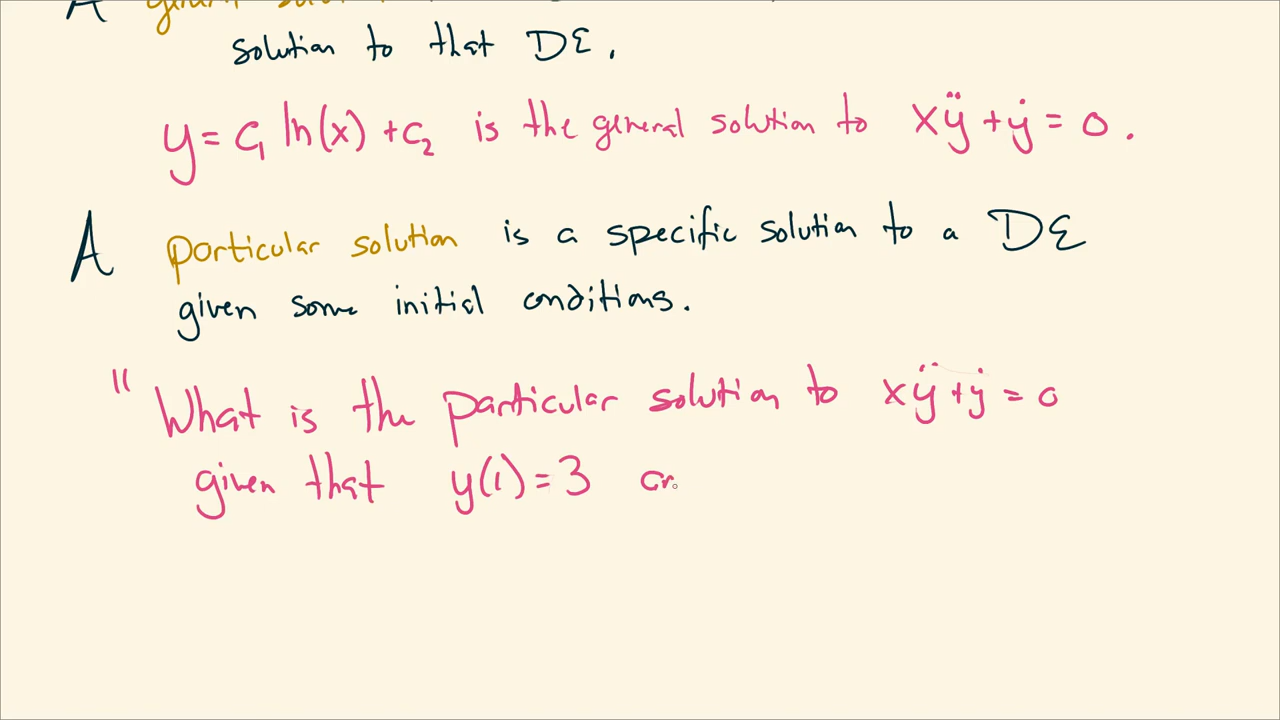 A general
solution to that DE.
y = c₁ ln(x) + c₂ is the general solution to xÿ + ẏ = 0.
A particular solution is a specific solution to a DE
given some initial conditions.
" What is the particular solution to xÿ + ẏ = 0
given that y(1) = 3